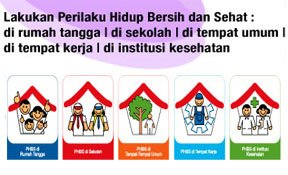 Lakukan Perilaku Hidup Bersih dan Sehat :
di rumah tangga | di sekolah | di tempat umum |
di tempat kerja | di institusi kesehatan
PHBS di
Rumah Tangga
PHBS di Sekolah
PHBS di
Tempat-Tempat Umum
PHBS di Tempat Kerja
PHBS di Institusi
Kesehatan